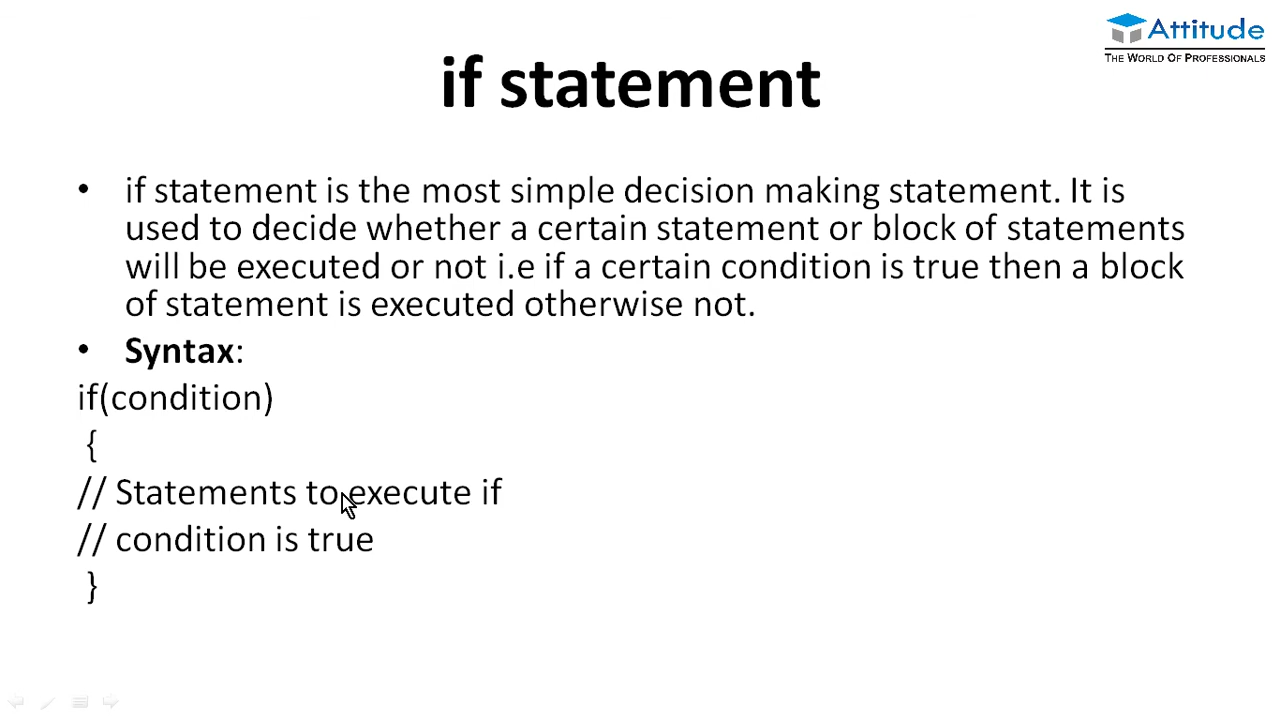 Attitude
THE WORLD OF PROFESSIONALS
if statement
• if statement is the most simple decision making statement. It is
used to decide whether a certain statement or block of statements
will be executed or not i.e if a certain condition is true then a block
of statement is executed otherwise not.
• Syntax:
if(condition)
{
// Statements to execute if
// condition is true
}